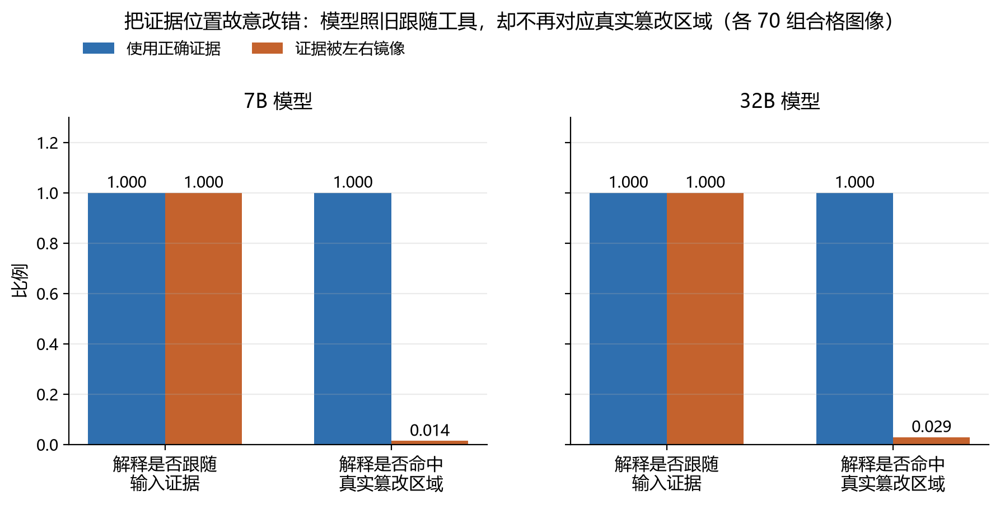 把证据位置故意改错：模型照旧跟随工具，却不再对应真实篡改区域（各 70 组合格图像）
使用正确证据
证据被左右镜像
7B 模型
比例
1.2
1.0
0.8
0.6
0.4
0.2
0.0
1.000
1.000
1.000
0.014
解释是否跟随
输入证据
解释是否命中
真实篡改区域
32B 模型
1.000
1.000
1.000
0.029
解释是否跟随
输入证据
解释是否命中
真实篡改区域